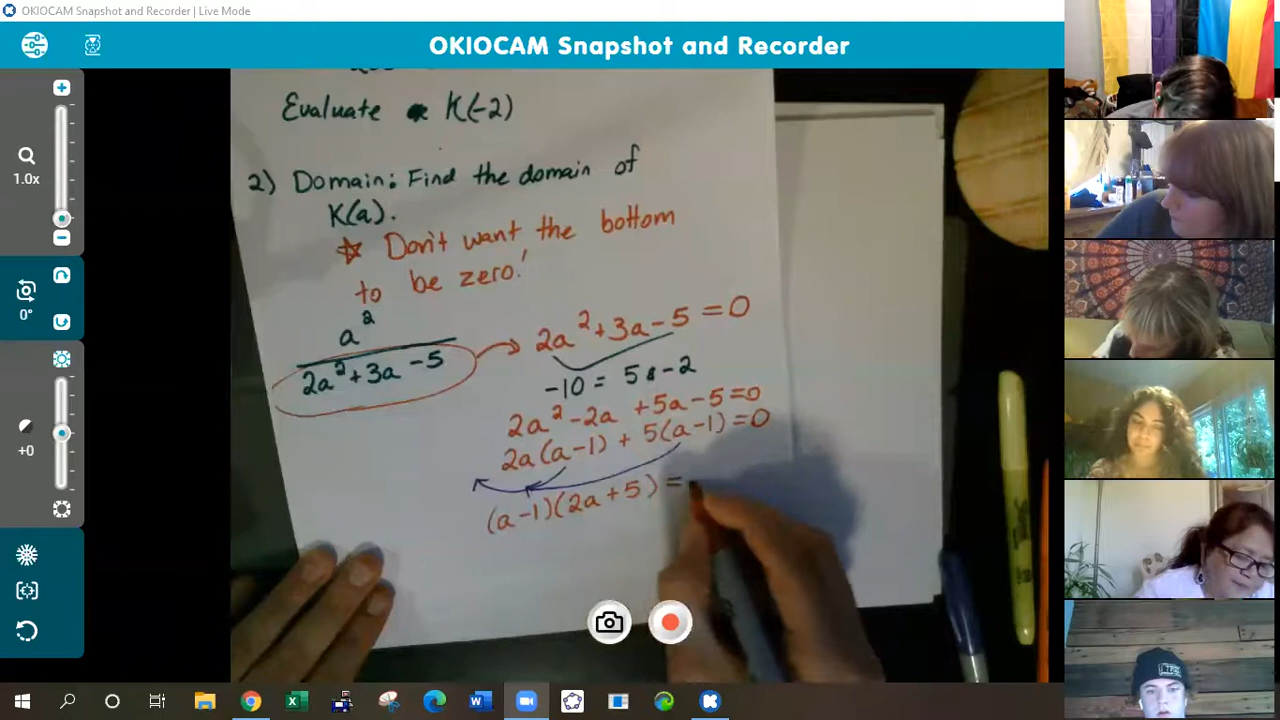 OKIOCAM Snapshot and Recorder | Live Mode
OKIOCAM Snapshot and Recorder
1.0x
0°
+0
Evaluate K(-2)
2) Domain: Find the domain of
K(a).
☆ Don't want the bottom
to be zero!
a²
2a²+3a-5
2a²+3a-5=0
-10 = 5·-2
2a²-2a+5a-5=0
2a(a-1)+5(a-1)=0
(a-1)(2a+5)=